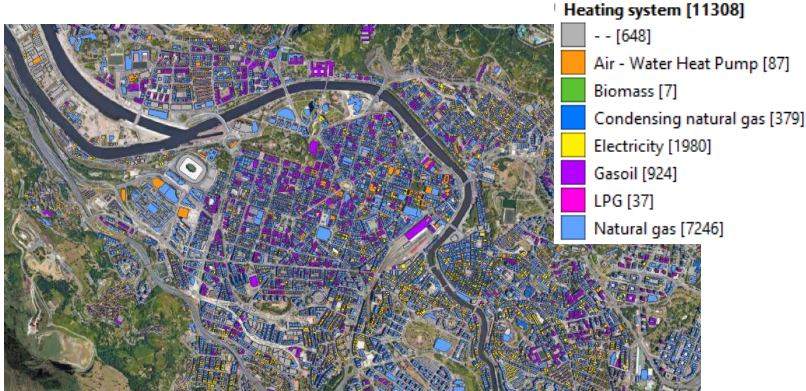 Heating system [11308]
- - [648]
Air - Water Heat Pump [87]
Biomass [7]
Condensing natural gas [379]
Electricity [1980]
Gasoil [924]
LPG [37]
Natural gas [7246]